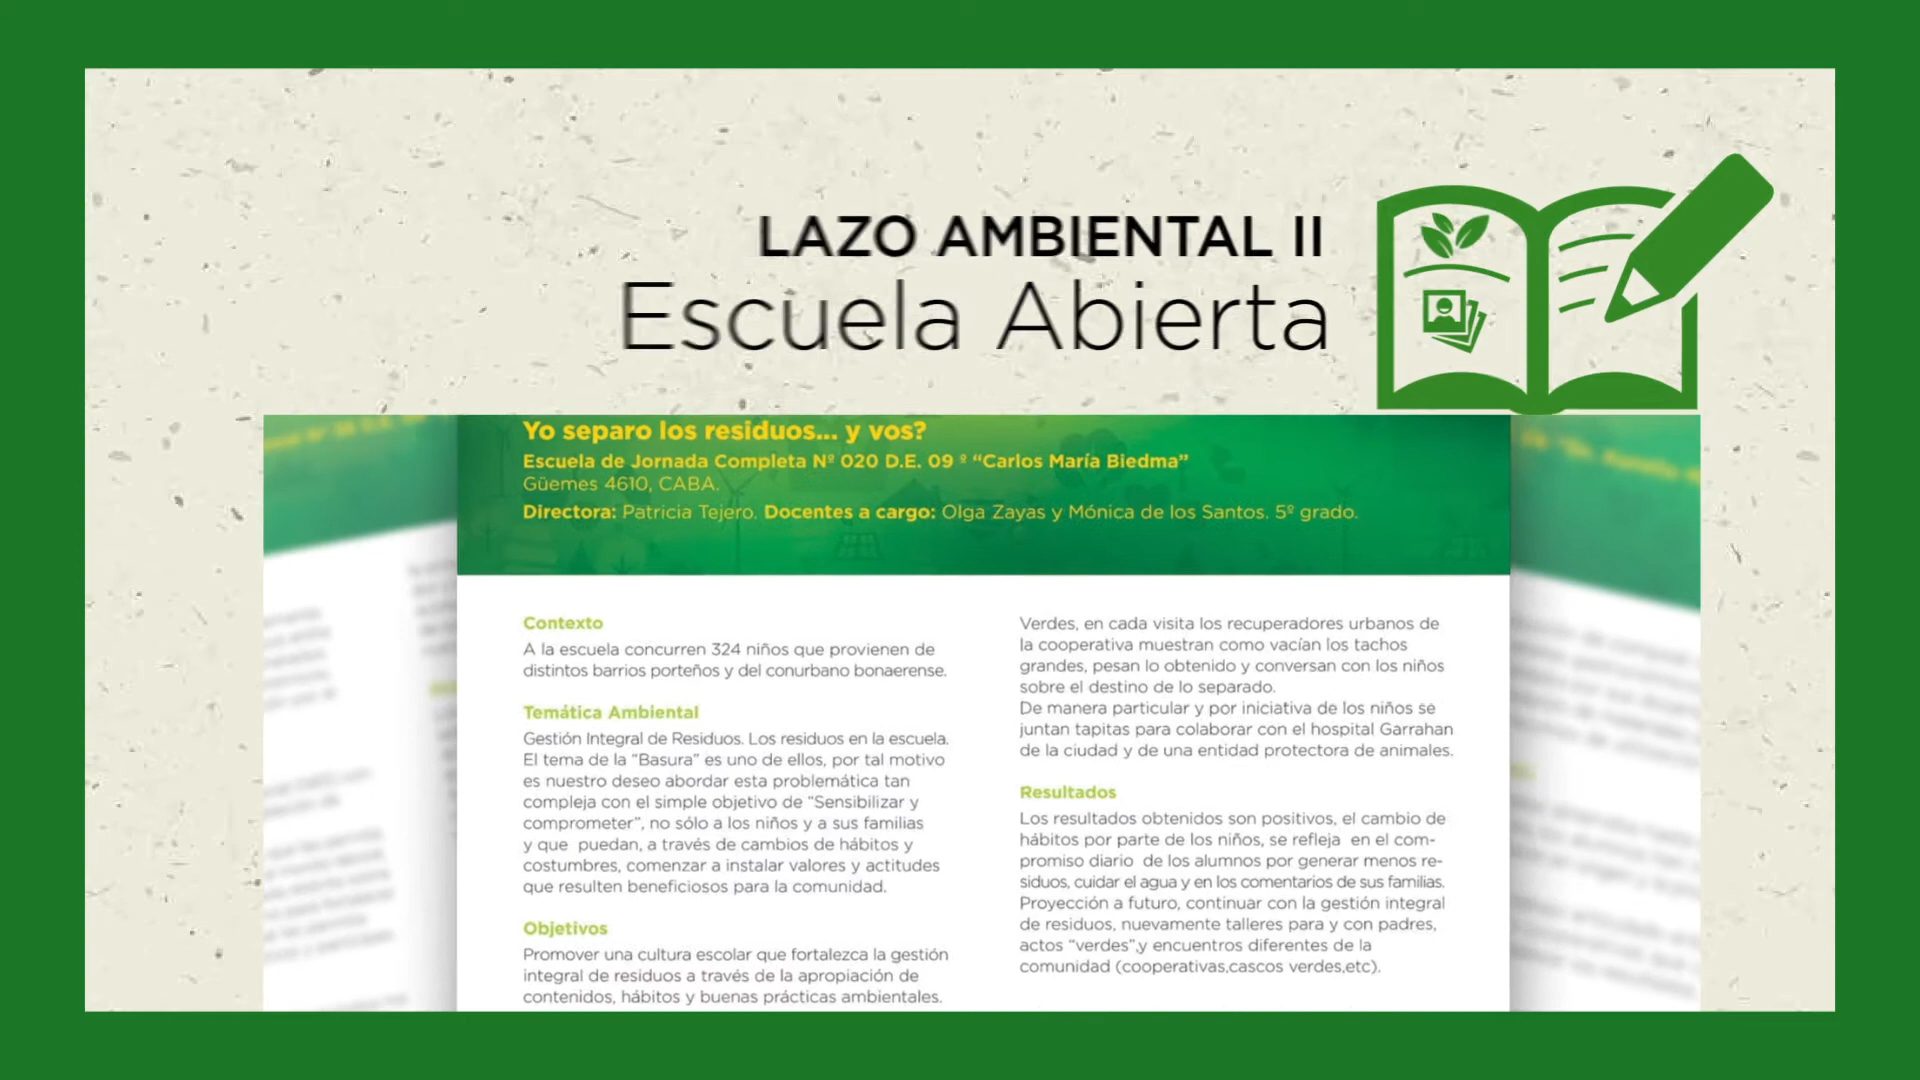 LAZO AMBIENTAL II
Escuela Abierta
Yo separo los residuos... y vos?
Escuela de Jornada Completa Nº 020 D.E. 09 º “Carlos María Biedma”
Güemes 4610, CABA.
Directora: Patricia Tejero. Docentes a cargo: Olga Zayas y Mónica de los Santos. 5º grado.
Contexto
A la escuela concurren 324 niños que provienen de
distintos barrios porteños y del conurbano bonaerense.
Temática Ambiental
Gestión Integral de Residuos. Los residuos en la escuela.
El tema de la “Basura” es uno de ellos, por tal motivo
es nuestro deseo abordar esta problemática tan
compleja con el simple objetivo de “Sensibilizar y
comprometer”, no sólo a los niños y a sus familias
y que puedan, a través de cambios de hábitos y
costumbres, comenzar a instalar valores y actitudes
que resulten beneficiosos para la comunidad.
Objetivos
Promover una cultura escolar que fortalezca la gestión
integral de residuos a través de la apropiación de
contenidos, hábitos y buenas prácticas ambientales.
Verdes, en cada visita los recuperadores urbanos de
la cooperativa muestran como vacían los tachos
grandes, pesan lo obtenido y conversan con los niños
sobre el destino de lo separado.
De manera particular y por iniciativa de los niños se
juntan tapitas para colaborar con el hospital Garrahan
de la ciudad y de una entidad protectora de animales.
Resultados
Los resultados obtenidos son positivos, el cambio de
hábitos por parte de los niños, se refleja en el com-
promiso diario de los alumnos por generar menos re-
siduos, cuidar el agua y en los comentarios de sus familias.
Proyección a futuro, continuar con la gestión integral
de residuos, nuevamente talleres para y con padres,
actos “verdes”,y encuentros diferentes de la
comunidad (cooperativas,cascos verdes,etc).